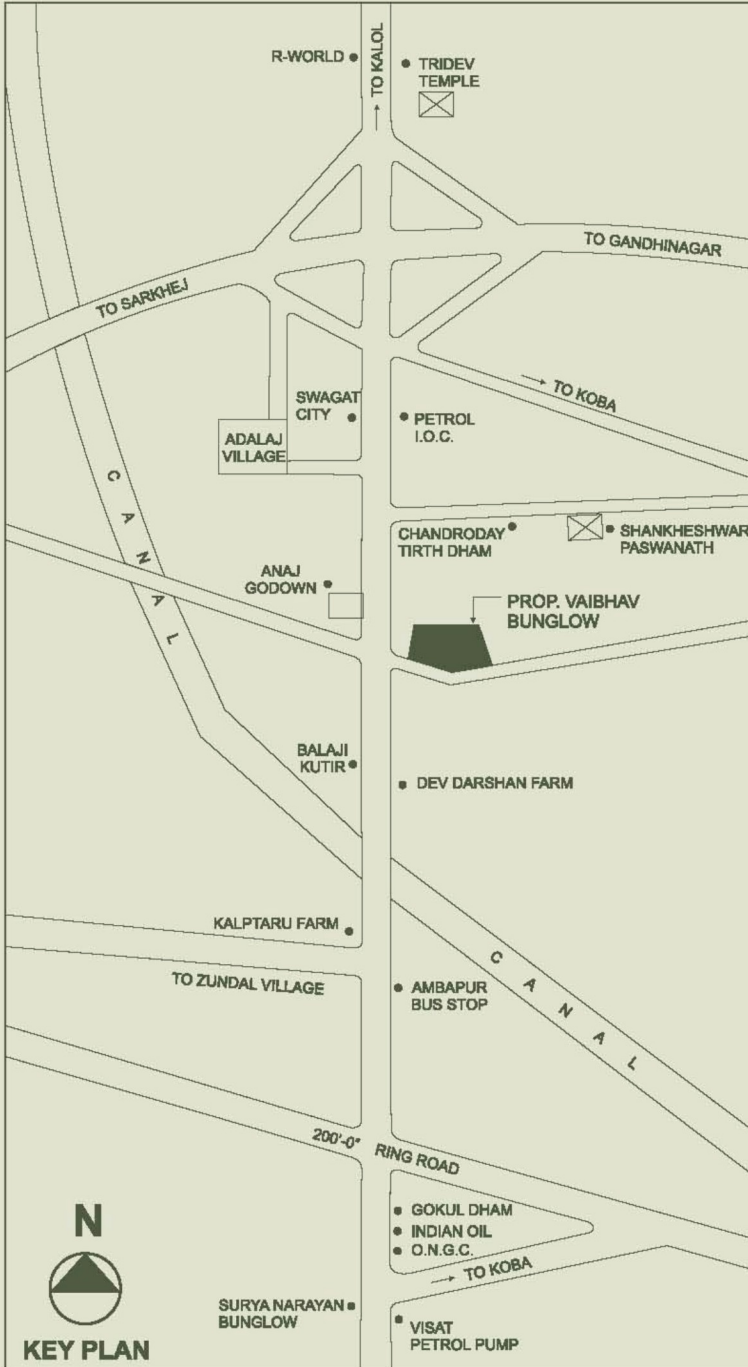 R-WORLD
TO KALOL
TRIDEV
TEMPLE
TO GANDHINAGAR
TO SARKHEJ
TO KOBA
SWAGAT
CITY
PETROL
I.O.C.
ADALAJ
VILLAGE
CANAL
CHANDRODAY
TIRTH DHAM
SHANKHESHWAR
PASWANATH
ANAJ
GODOWN
PROP. VAIBHAV
BUNGLOW
BALAJI
KUTIR
DEV DARSHAN FARM
KALPTARU FARM
CANAL
TO ZUNDAL VILLAGE
AMBAPUR
BUS STOP
200'-0" RING ROAD
GOKUL DHAM
INDIAN OIL
O.N.G.C.
TO KOBA
N
SURYA NARAYAN
BUNGLOW
VISAT
PETROL PUMP
KEY PLAN